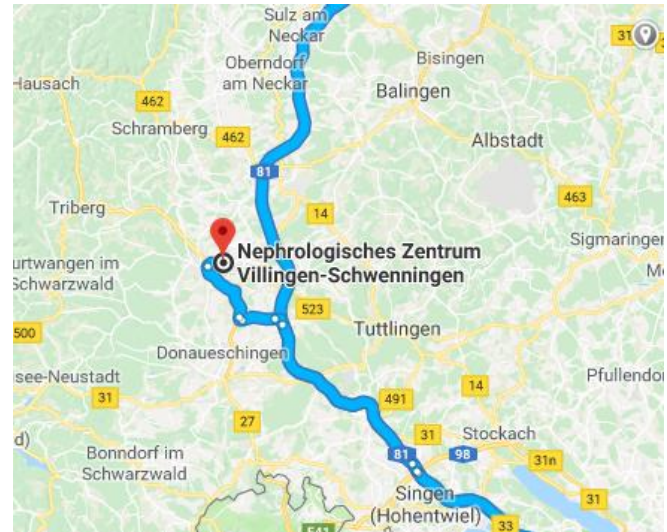 Sulz am
Neckar
31
Oberndorf
am Neckar
Bisingen
Hausach
Balingen
462
Schramberg
462
Albstadt
81
463
Triberg
14
Sigmaringen
Nephrologisches Zentrum
Villingen-Schwenningen
urtwangen im
Schwarzwald
523
500
Tuttlingen
Donaueschingen
see-Neustadt
14
Pfullendor
31
491
27
31
Stockach
Bonndorf im
Schwarzwald
81
98
31n
31
Singen
(Hohentwiel)
33